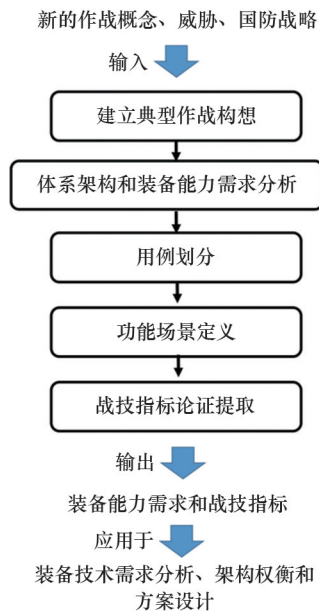 新的作战概念、威胁、国防战略
输入
建立典型作战构想
体系架构和装备能力需求分析
用例划分
功能场景定义
战技指标论证提取
输出
装备能力需求和战技指标
应用于
装备技术需求分析、架构权衡和
方案设计